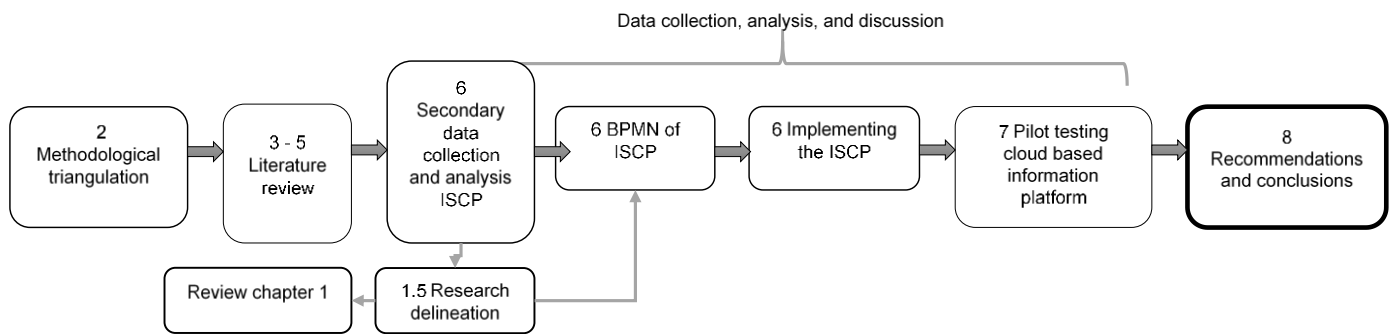 Data collection, analysis, and discussion
2
Methodological
triangulation
3 - 5
Literature
review
6
Secondary
data
collection
and analysis
ISCP
6 BPMN of
ISCP
6 Implementing
the ISCP
7 Pilot testing
cloud based
information
platform
8
Recommendations
and conclusions
Review chapter 1
1.5 Research
delineation